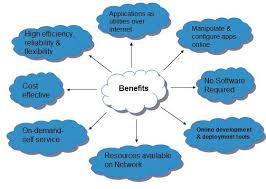 Applications as
utilities over
internet
Manipulate &
configure apps
online
No Software
Required
Online development
& deployment tools
Resources available
on Network
On-demand-
self service
Cost
effective
High efficiency,
reliability &
flexibility
Benefits